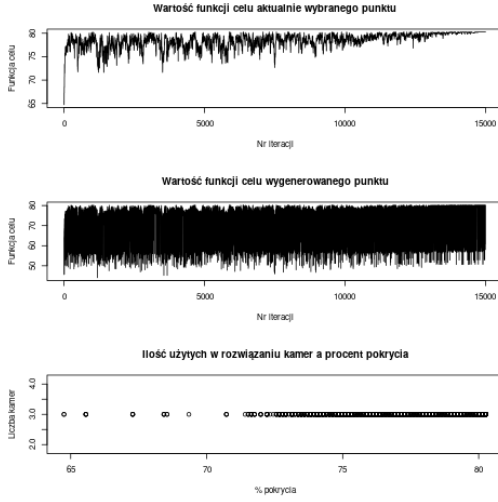 Wartość funkcji celu aktualnie wybranego punktu
Funkcja celu
65 70 75 80
0 5000 10000 15000
Nr iteracji
Wartość funkcji celu wygenerowanego punktu
Funkcja celu
50 60 70 80
0 5000 10000 15000
Nr iteracji
Ilość użytych w rozwiązaniu kamer a procent pokrycia
Liczba kamer
2.0 3.0 4.0
65 70 75 80
% pokrycia